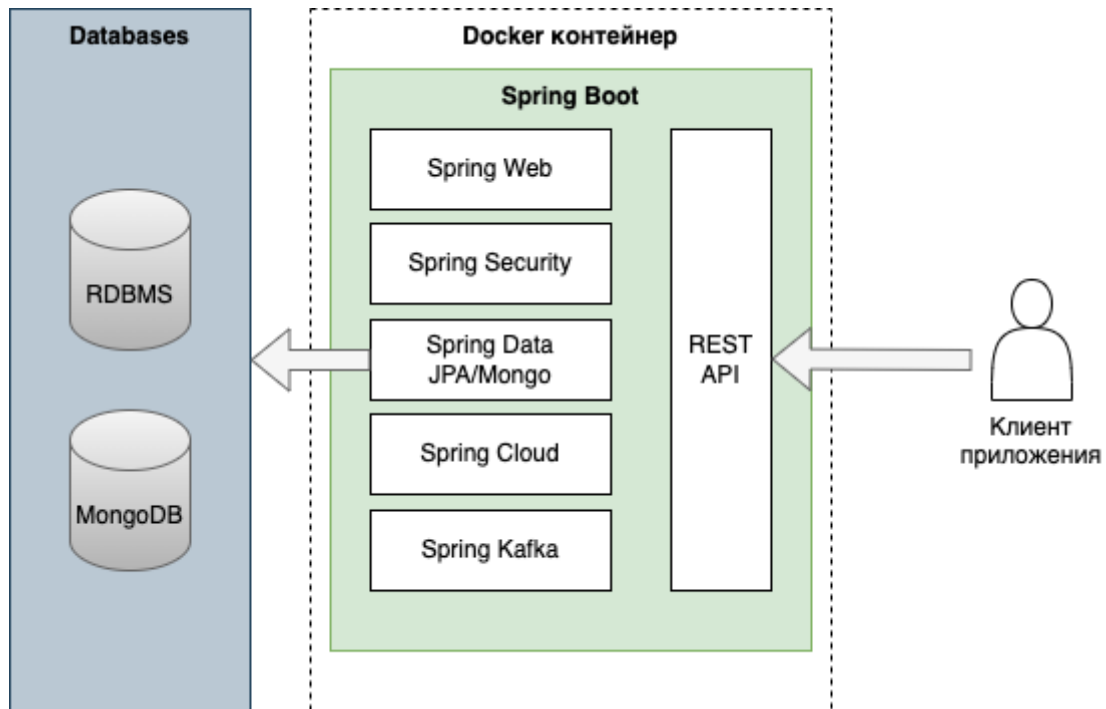 Databases
RDBMS
MongoDB
Docker контейнер
Spring Boot
Spring Web
Spring Security
Spring Data
JPA/Mongo
Spring Cloud
Spring Kafka
REST
API
Клиент
приложения